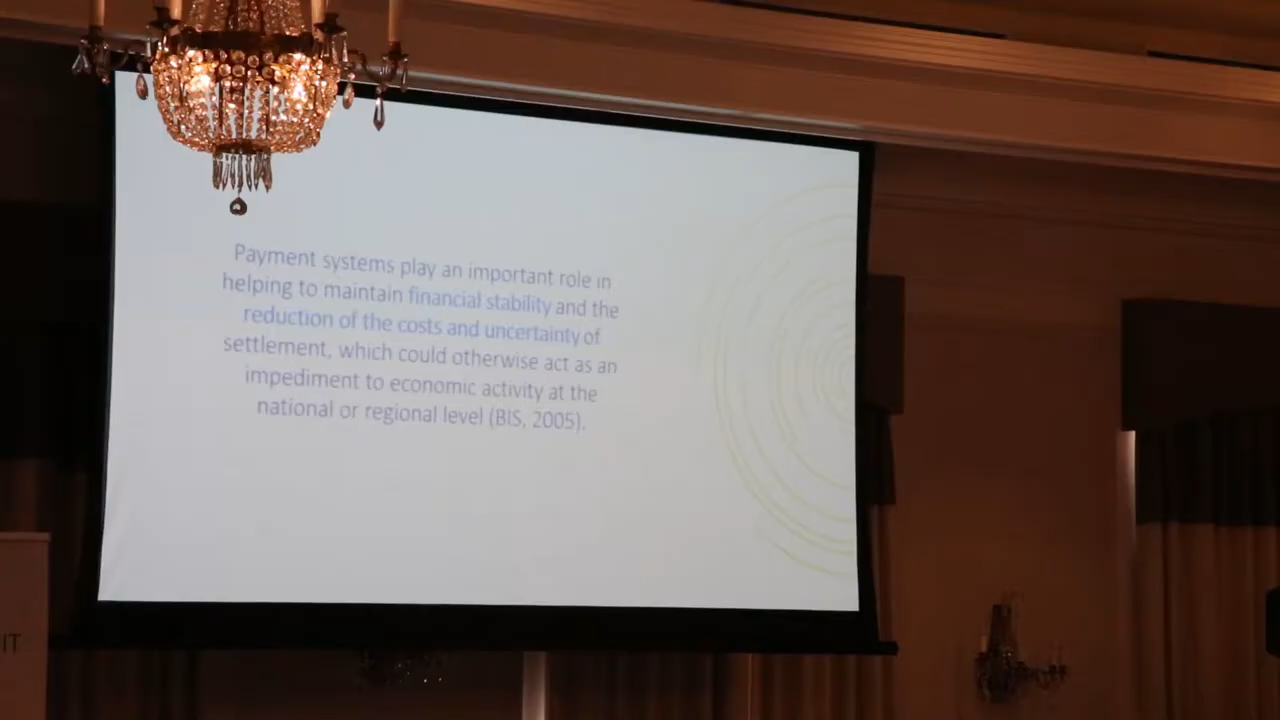 Payment systems play an important role in
helping to maintain financial stability and the
reduction of the costs and uncertainty of
settlement, which could otherwise act as an
impediment to economic activity at the
national or regional level (BIS, 2005).
IT